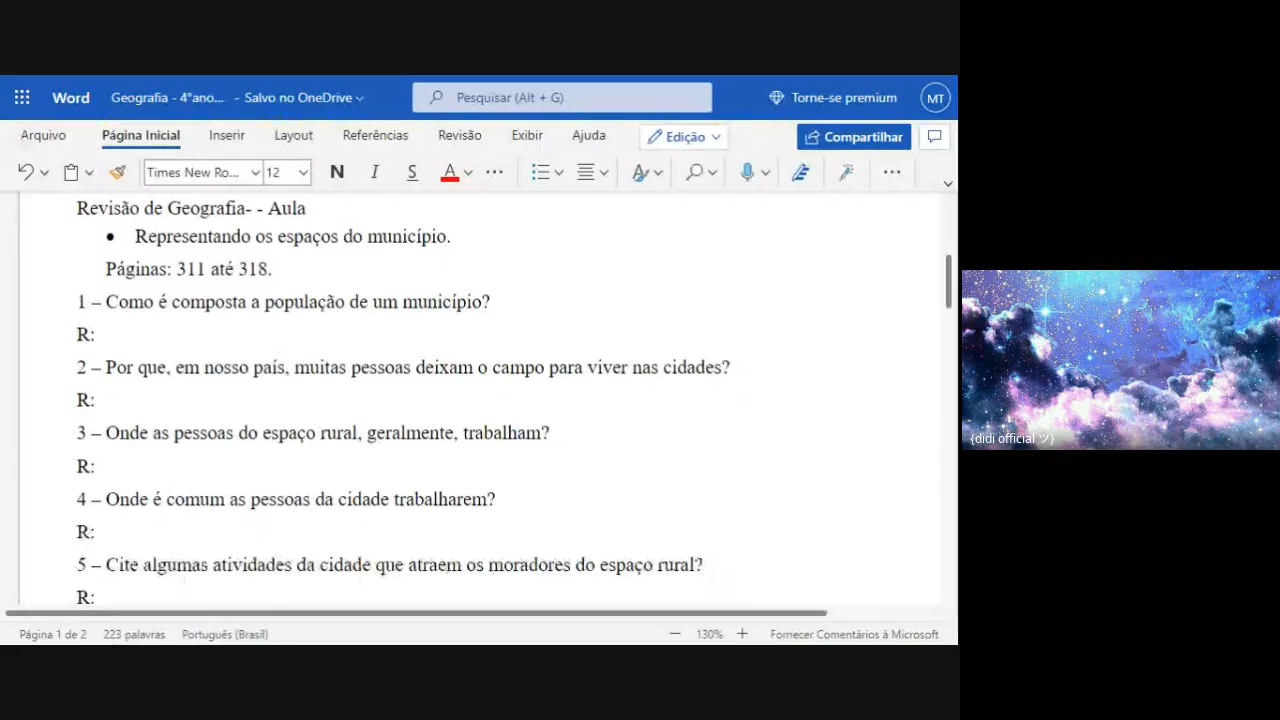 Word
Geografia - 4°ano... - Salvo no OneDrive
Pesquisar (Alt + G)
Torne-se premium
MT
Arquivo
Página Inicial
Inserir
Layout
Referências
Revisão
Exibir
Ajuda
Edição
Compartilhar
Times New Ro...
12
N
I
S
A
Revisão de Geografia- - Aula
• Representando os espaços do município.
Páginas: 311 até 318.
1 – Como é composta a população de um município?
R:
2 – Por que, em nosso país, muitas pessoas deixam o campo para viver nas cidades?
R:
3 – Onde as pessoas do espaço rural, geralmente, trabalham?
R:
4 – Onde é comum as pessoas da cidade trabalharem?
R:
5 – Cite algumas atividades da cidade que atraem os moradores do espaço rural?
R:
Página 1 de 2
223 palavras
Português (Brasil)
130%
Fornecer Comentários à Microsoft
{didi official ツ}